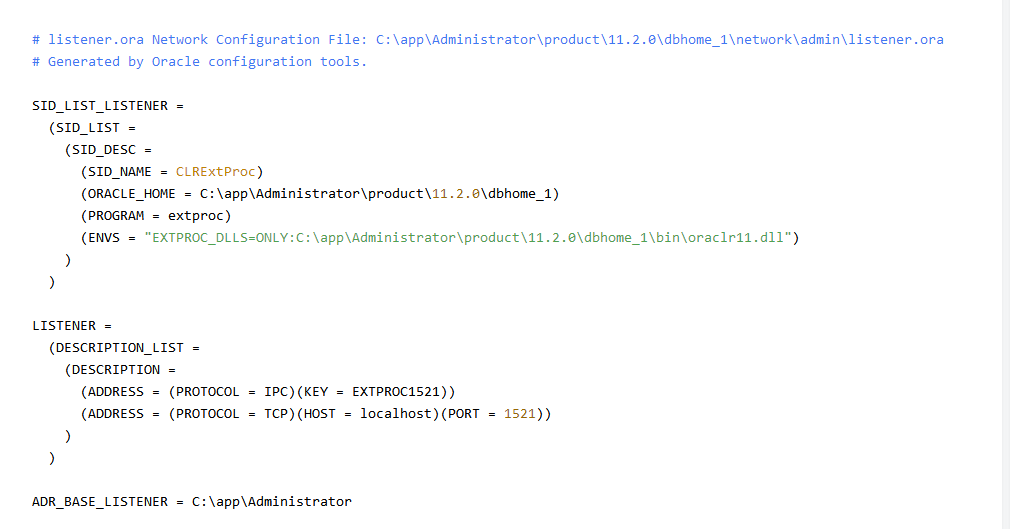 # listener.ora Network Configuration File: C:\app\Administrator\product\11.2.0\dbhome_1\network\admin\listener.ora
# Generated by Oracle configuration tools.
SID_LIST_LISTENER =
(SID_LIST =
(SID_DESC =
(SID_NAME = CLRExtProc)
(ORACLE_HOME = C:\app\Administrator\product\11.2.0\dbhome_1)
(PROGRAM = extproc)
(ENVS = "EXTPROC_DLLS=ONLY:C:\app\Administrator\product\11.2.0\dbhome_1\bin\oraclr11.dll")
)
)
LISTENER =
(DESCRIPTION_LIST =
(DESCRIPTION =
(ADDRESS = (PROTOCOL = IPC)(KEY = EXTPROC1521))
(ADDRESS = (PROTOCOL = TCP)(HOST = localhost)(PORT = 1521))
)
)
ADR_BASE_LISTENER = C:\app\Administrator